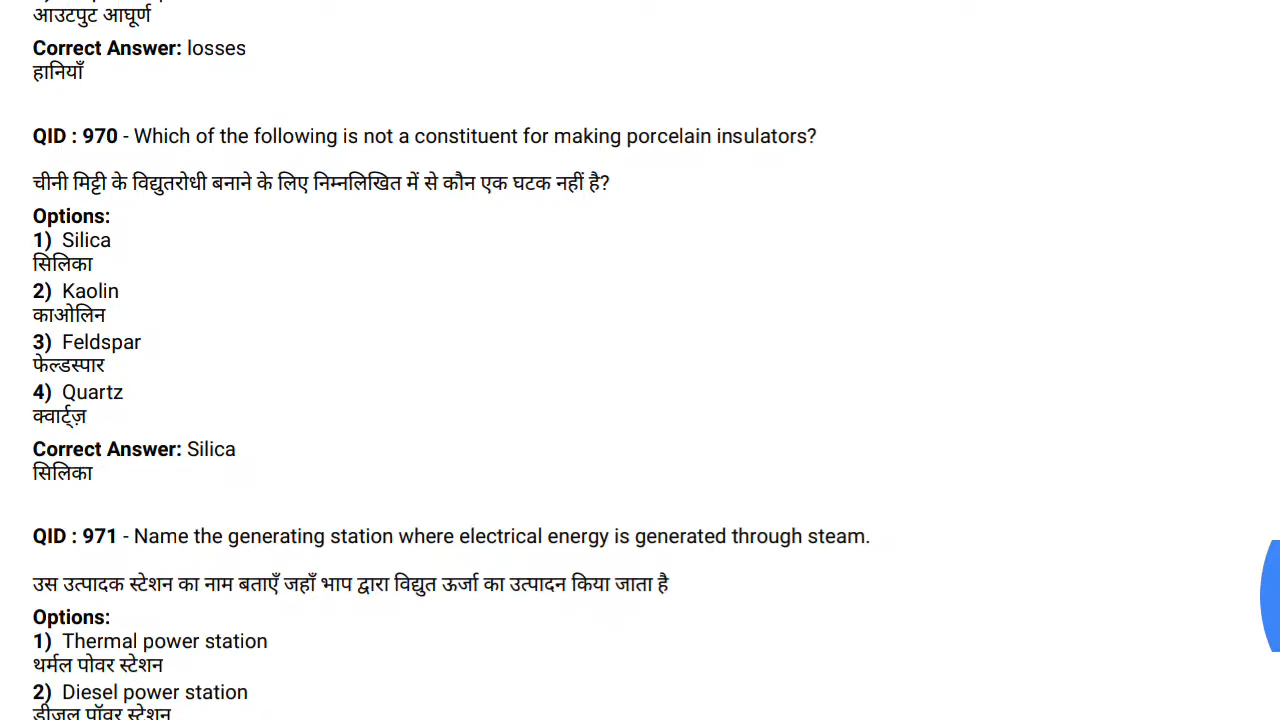 आउटपुट आघूर्ण
Correct Answer: losses
हानियाँ
QID : 970 - Which of the following is not a constituent for making porcelain insulators?
चीनी मिट्टी के विद्युतरोधी बनाने के लिए निम्नलिखित में से कौन एक घटक नहीं है?
Options:
1) Silica
सिलिका
2) Kaolin
काओलिन
3) Feldspar
फेल्डस्पार
4) Quartz
क्वार्ट्ज़
Correct Answer: Silica
सिलिका
QID : 971 - Name the generating station where electrical energy is generated through steam.
उस उत्पादक स्टेशन का नाम बताएँ जहाँ भाप द्वारा विद्युत ऊर्जा का उत्पादन किया जाता है
Options:
1) Thermal power station
थर्मल पोवर स्टेशन
2) Diesel power station
डीजल पॉवर स्टेशन